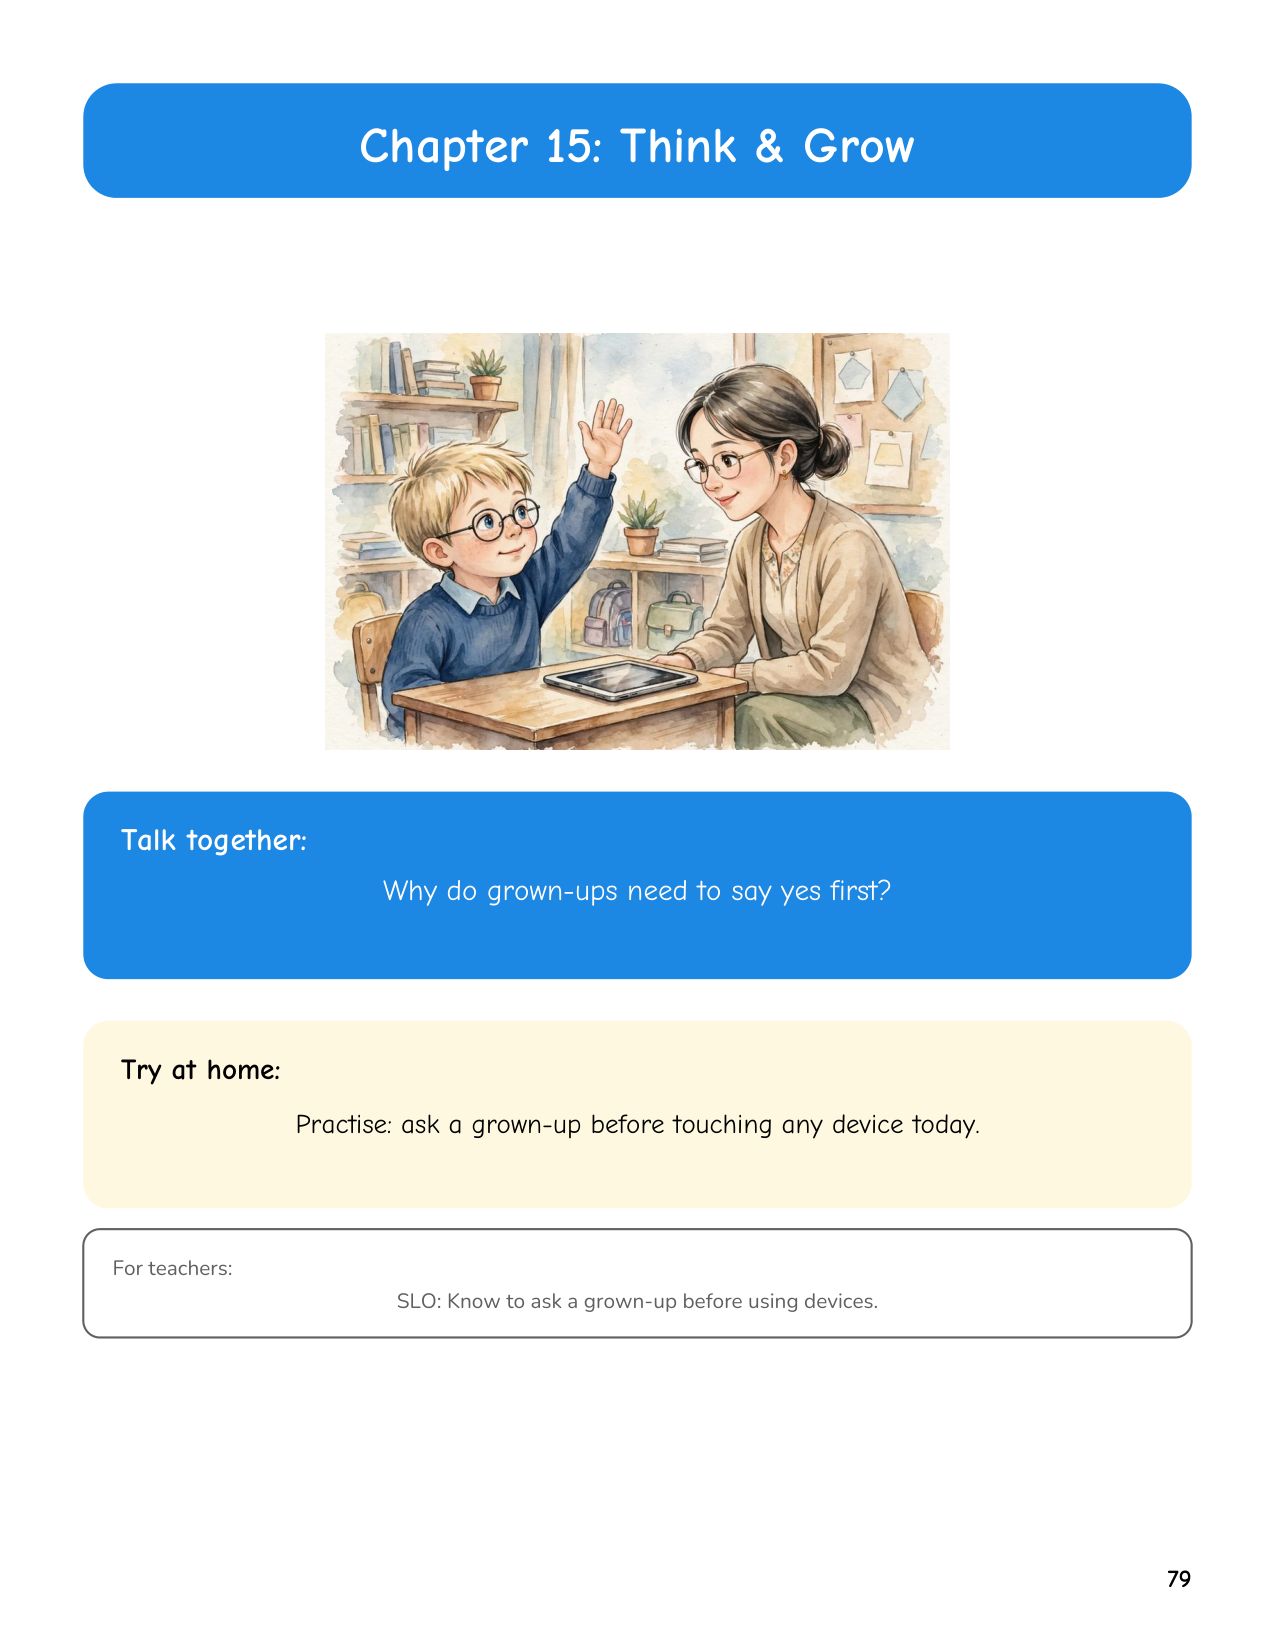 Chapter 15: Think & Grow
Talk together:
Why do grown-ups need to say yes first?
Try at home:
Practise: ask a grown-up before touching any device today.
For teachers:
SLO: Know to ask a grown-up before using devices.
79